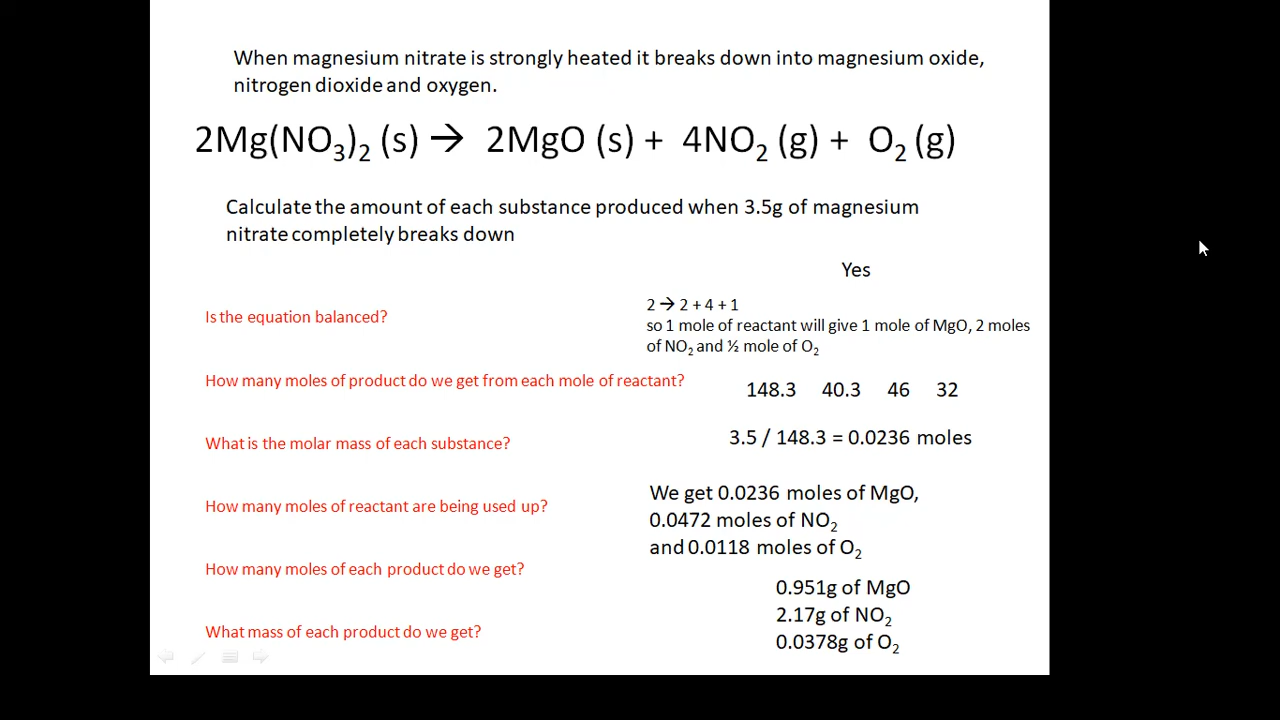 When magnesium nitrate is strongly heated it breaks down into magnesium oxide,
nitrogen dioxide and oxygen.
2Mg(NO₃)₂ (s) → 2MgO (s) + 4NO₂ (g) + O₂ (g)
Calculate the amount of each substance produced when 3.5g of magnesium
nitrate completely breaks down
Yes
Is the equation balanced?
2 → 2 + 4 + 1
so 1 mole of reactant will give 1 mole of MgO, 2 moles
of NO₂ and ½ mole of O₂
How many moles of product do we get from each mole of reactant?
148.3 40.3 46 32
What is the molar mass of each substance?
3.5 / 148.3 = 0.0236 moles
How many moles of reactant are being used up?
We get 0.0236 moles of MgO,
0.0472 moles of NO₂
and 0.0118 moles of O₂
How many moles of each product do we get?
0.951g of MgO
2.17g of NO₂
0.0378g of O₂
What mass of each product do we get?